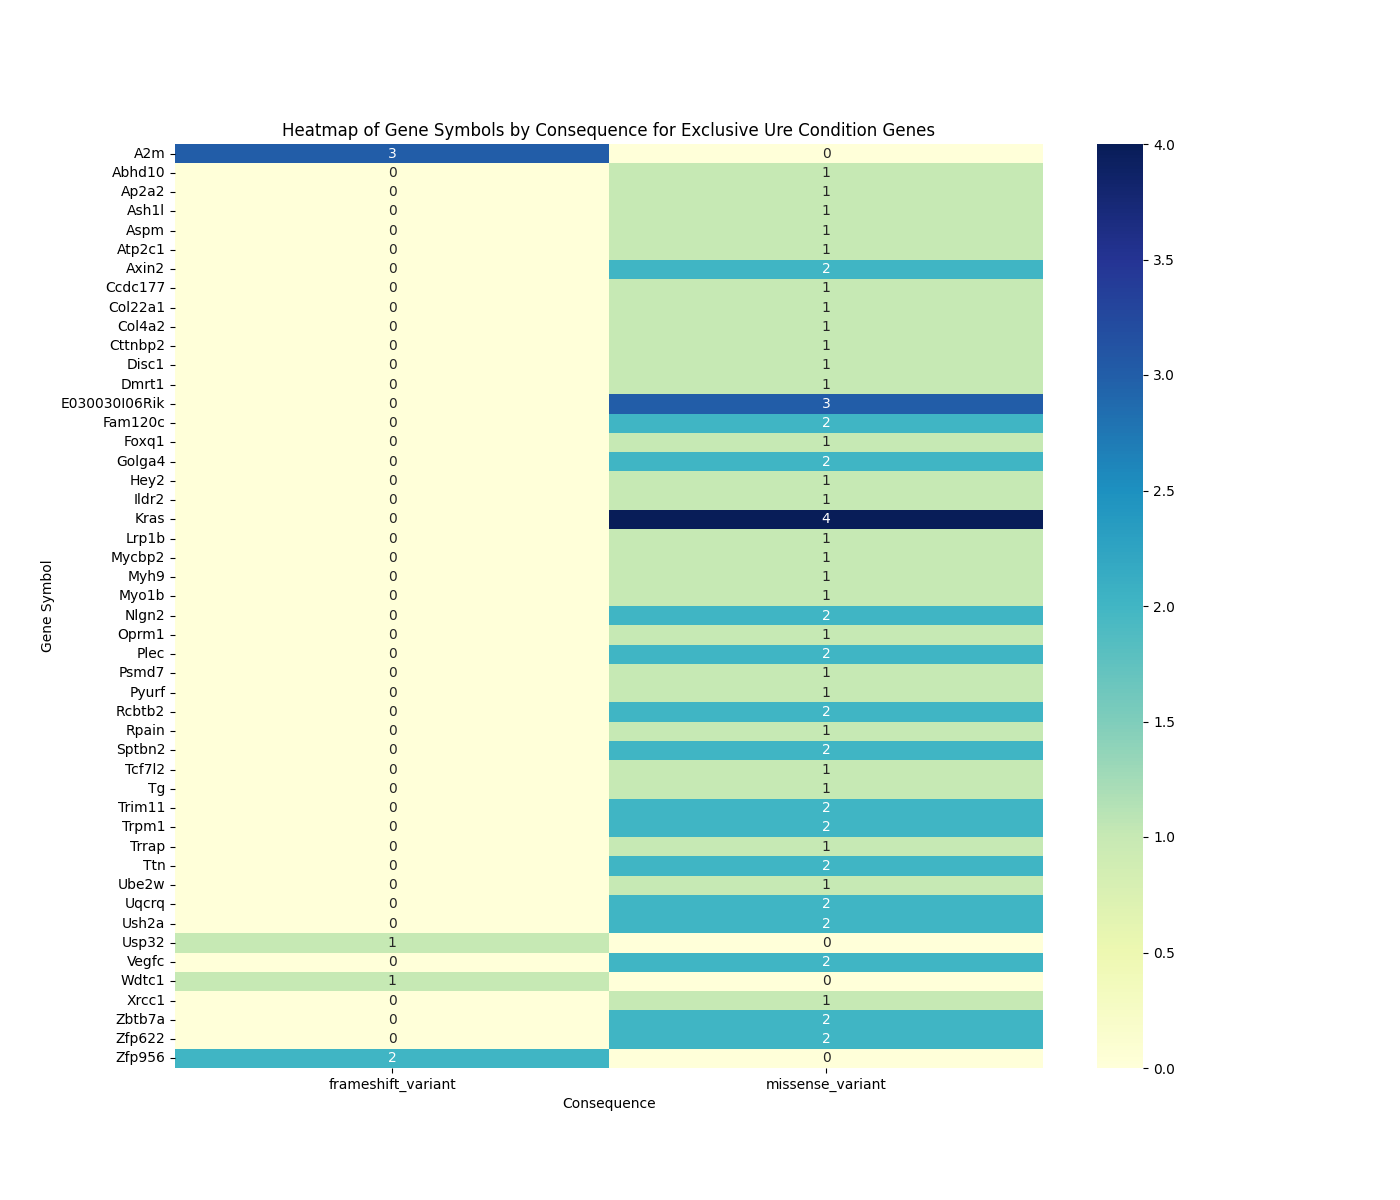 Heatmap of Gene Symbols by Consequence for Exclusive Ure Condition Genes
Gene Symbol
A2m 3 0
Abhd10 0 1
Ap2a2 0 1
Ash1l 0 1
Aspm 0 1
Atp2c1 0 1
Axin2 0 2
Ccdc177 0 1
Col22a1 0 1
Col4a2 0 1
Cttnbp2 0 1
Disc1 0 1
Dmrt1 0 1
E030030I06Rik 0 3
Fam120c 0 2
Foxq1 0 1
Golga4 0 2
Hey2 0 1
Ildr2 0 1
Kras 0 4
Lrp1b 0 1
Mycbp2 0 1
Myh9 0 1
Myo1b 0 1
Nlgn2 0 2
Oprm1 0 1
Plec 0 2
Psmd7 0 1
Pyurf 0 1
Rcbtb2 0 2
Rpain 0 1
Sptbn2 0 2
Tcf7l2 0 1
Tg 0 1
Trim11 0 2
Trpm1 0 2
Trrap 0 1
Ttn 0 2
Ube2w 0 1
Uqcrq 0 2
Ush2a 0 2
Usp32 1 0
Vegfc 0 2
Wdtc1 1 0
Xrcc1 0 1
Zbtb7a 0 2
Zfp622 0 2
Zfp956 2 0
frameshift_variant missense_variant
Consequence
4.0
3.5
3.0
2.5
2.0
1.5
1.0
0.5
0.0